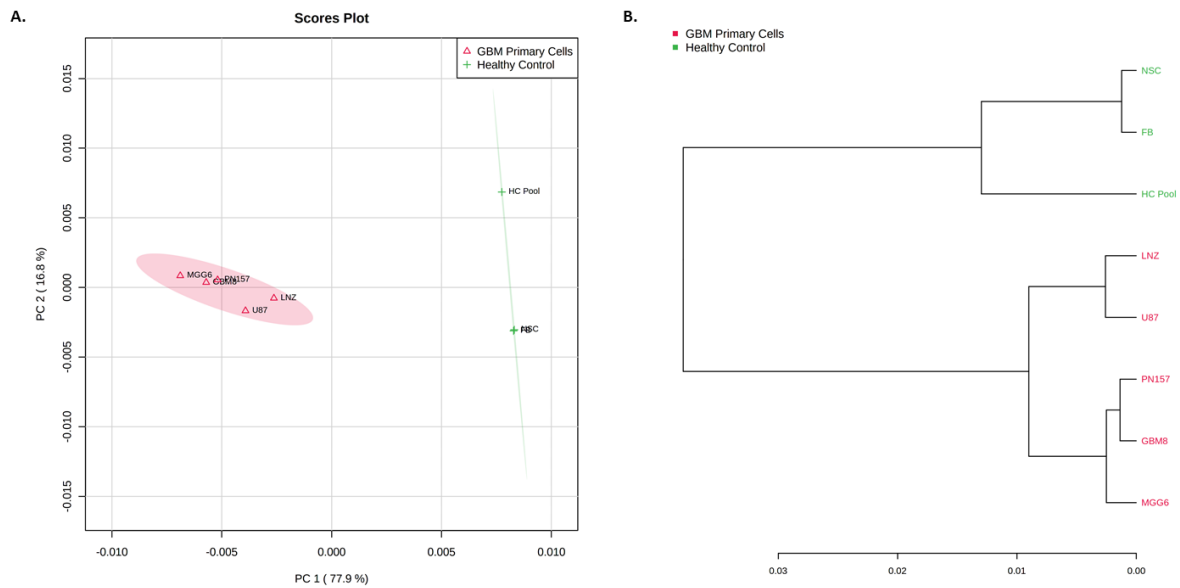 A.
Scores Plot
GBM Primary Cells
Healthy Control
0.015
0.010
0.005
0.000
-0.005
-0.010
-0.015
PC 2 ( 16.8 %)
HC Pool
MGG6
PN157
GBM8
LNZ
U87
NSC
FB
-0.010
-0.005
0.000
0.005
0.010
PC 1 ( 77.9 %)
B.
GBM Primary Cells
Healthy Control
NSC
FB
HC Pool
LNZ
U87
PN157
GBM8
MGG6
0.03
0.02
0.01
0.00